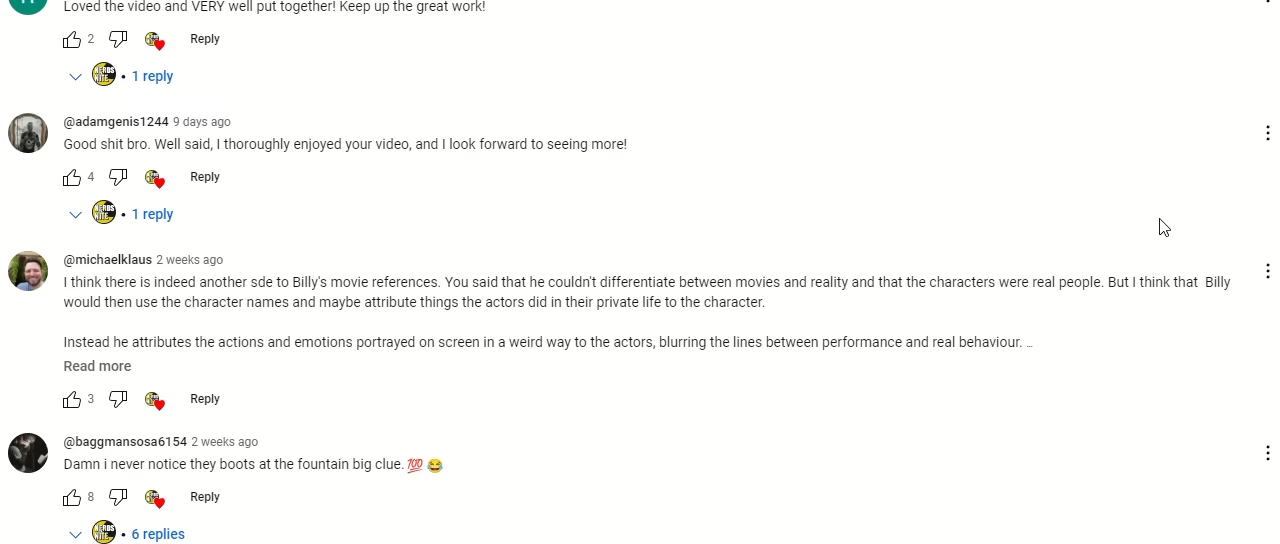 Loved the video and VERY well put together! Keep up the great work!
2 Reply
• 1 reply
@adamgenis1244 9 days ago
Good shit bro. Well said, I thoroughly enjoyed your video, and I look forward to seeing more!
4 Reply
• 1 reply
@michaelklaus 2 weeks ago
I think there is indeed another sde to Billy's movie references. You said that he couldn't differentiate between movies and reality and that the characters were real people. But I think that Billy
would then use the character names and maybe attribute things the actors did in their private life to the character.
Instead he attributes the actions and emotions portrayed on screen in a weird way to the actors, blurring the lines between performance and real behaviour. ...
Read more
3 Reply
@baggmansosa6154 2 weeks ago
Damn i never notice they boots at the fountain big clue. 💯 😂
8 Reply
• 6 replies